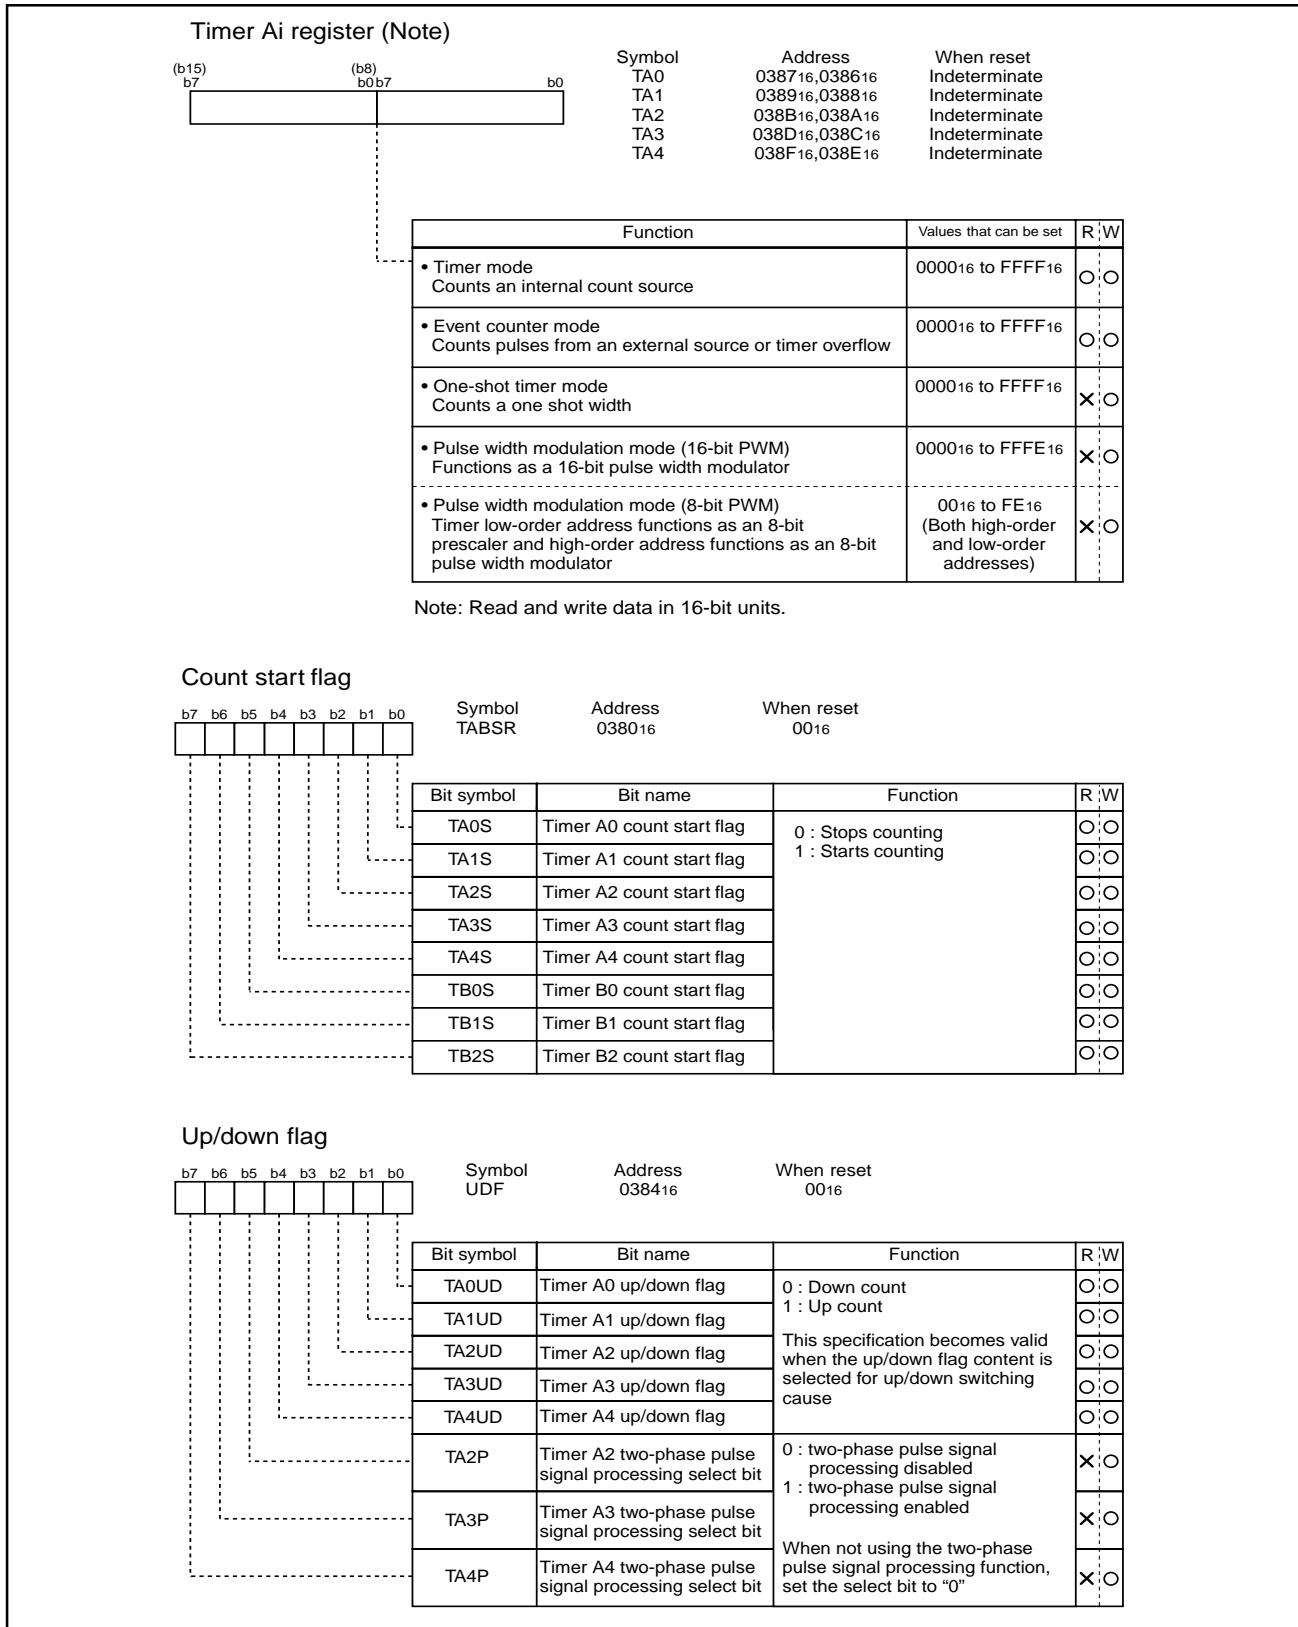 Timer Ai register (Note)
Symbol Address When reset
(b15) (b8)
b7 b0 b7 b0
TA0 038716,038616 Indeterminate
TA1 038916,038816 Indeterminate
TA2 038B16,038A16 Indeterminate
TA3 038D16,038C16 Indeterminate
TA4 038F16,038E16 Indeterminate
Function Values that can be set R W
• Timer mode 000016 to FFFF16
Counts an internal count source
• Event counter mode 000016 to FFFF16
Counts pulses from an external source or timer overflow
• One-shot timer mode 000016 to FFFF16
Counts a one shot width
• Pulse width modulation mode (16-bit PWM) 000016 to FFFE16
Functions as a 16-bit pulse width modulator
• Pulse width modulation mode (8-bit PWM) 0016 to FE16
Timer low-order address functions as an 8-bit (Both high-order
prescaler and high-order address functions as an 8-bit and low-order
pulse width modulator addresses)
Note: Read and write data in 16-bit units.
Count start flag
b7 b6 b5 b4 b3 b2 b1 b0
Symbol Address When reset
TABSR 038016 0016
Bit symbol Bit name Function R W
TA0S Timer A0 count start flag 0 : Stops counting
TA1S Timer A1 count start flag 1 : Starts counting
TA2S Timer A2 count start flag
TA3S Timer A3 count start flag
TA4S Timer A4 count start flag
TB0S Timer B0 count start flag
TB1S Timer B1 count start flag
TB2S Timer B2 count start flag
Up/down flag
b7 b6 b5 b4 b3 b2 b1 b0
Symbol Address When reset
UDF 038416 0016
Bit symbol Bit name Function R W
TA0UD Timer A0 up/down flag 0 : Down count
TA1UD Timer A1 up/down flag 1 : Up count
TA2UD Timer A2 up/down flag This specification becomes valid
when the up/down flag content is
TA3UD Timer A3 up/down flag selected for up/down switching
cause
TA4UD Timer A4 up/down flag
TA2P Timer A2 two-phase pulse 0 : two-phase pulse signal
signal processing select bit processing disabled
1 : two-phase pulse signal
TA3P Timer A3 two-phase pulse processing enabled
signal processing select bit
When not using the two-phase
TA4P Timer A4 two-phase pulse pulse signal processing function,
signal processing select bit set the select bit to “0”